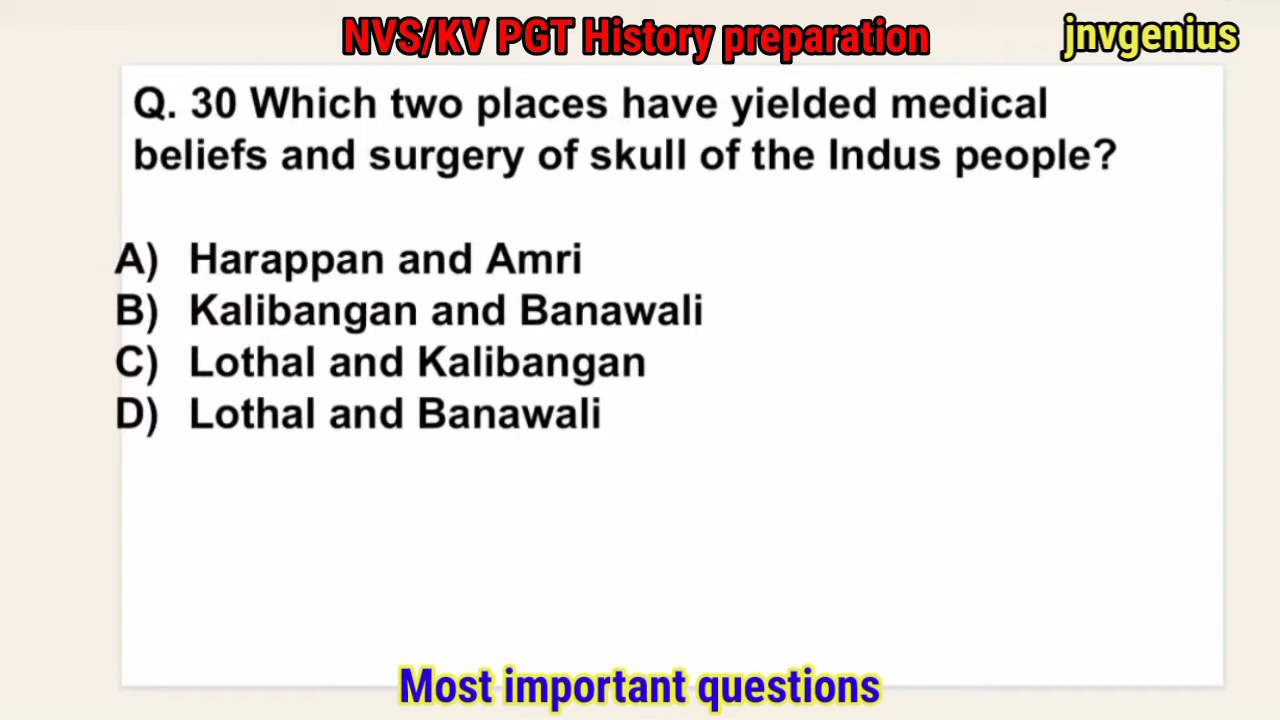 NVS/KV PGT History preparation
jnvgenius
Q. 30 Which two places have yielded medical
beliefs and surgery of skull of the Indus people?
A) Harappan and Amri
B) Kalibangan and Banawali
C) Lothal and Kalibangan
D) Lothal and Banawali
Most important questions